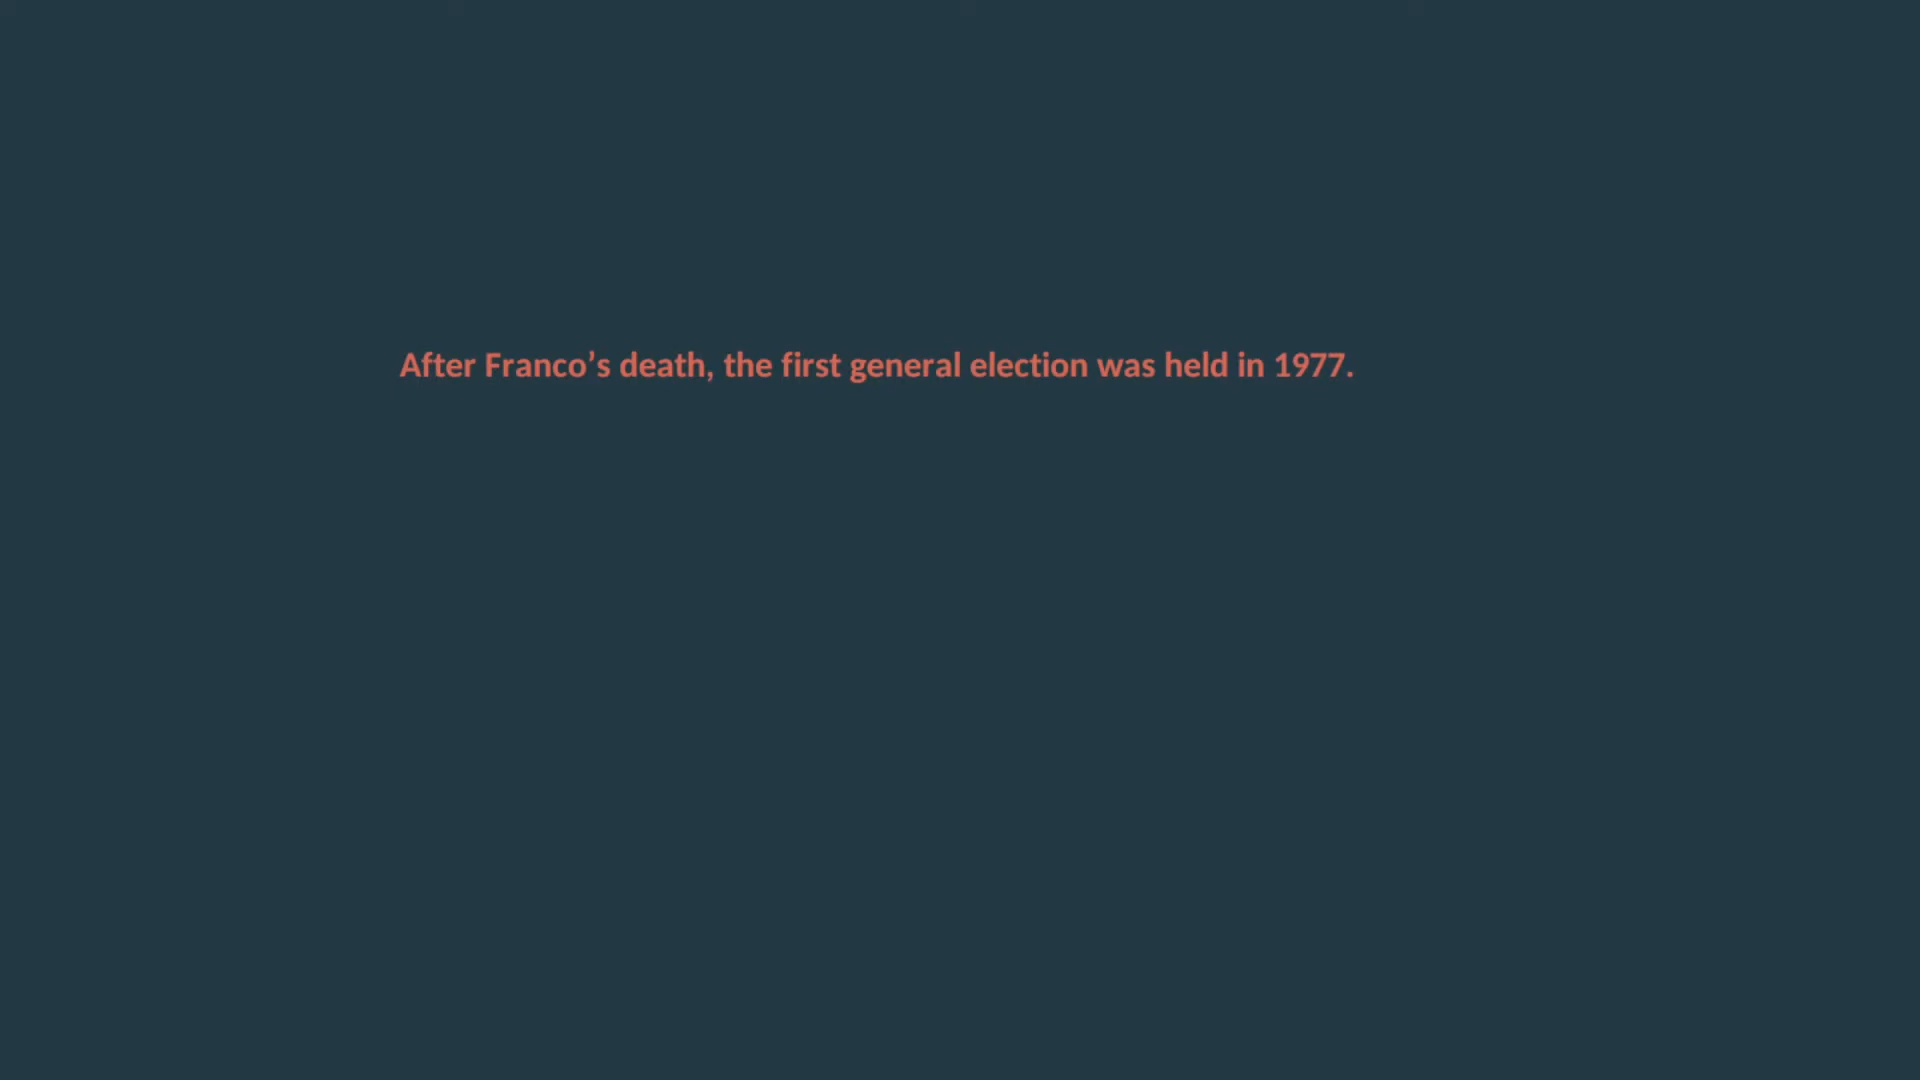 After Franco’s death, the first general election was held in 1977.